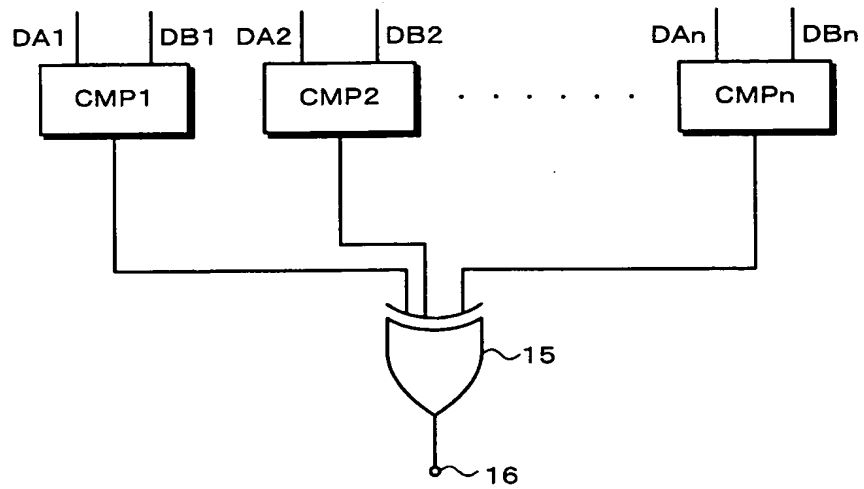 DA1 DB1 DA2 DB2 DAn DBn
CMP1 CMP2 · · · · · · CMPn
15
16